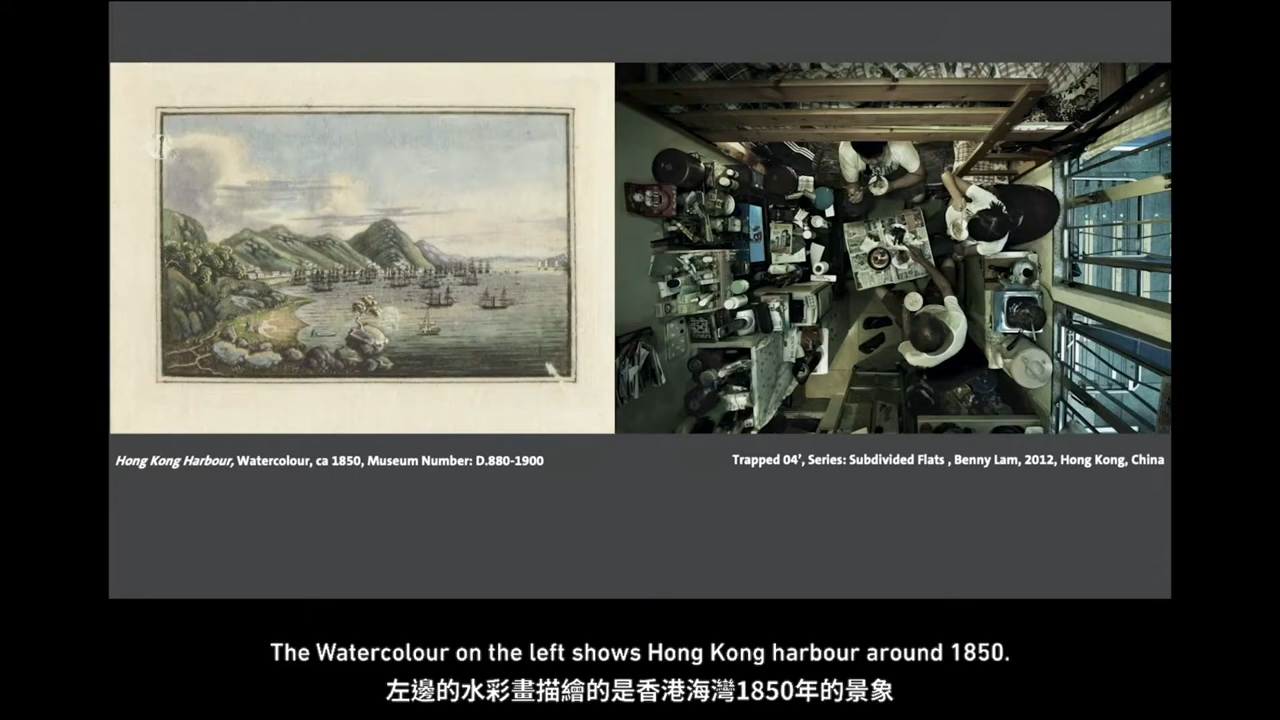 Hong Kong Harbour, Watercolour, ca 1850, Museum Number: D.880-1900
Trapped 04’, Series: Subdivided Flats , Benny Lam, 2012, Hong Kong, China
The Watercolour on the left shows Hong Kong harbour around 1850.
左邊的水彩畫描繪的是香港海灣1850年的景象